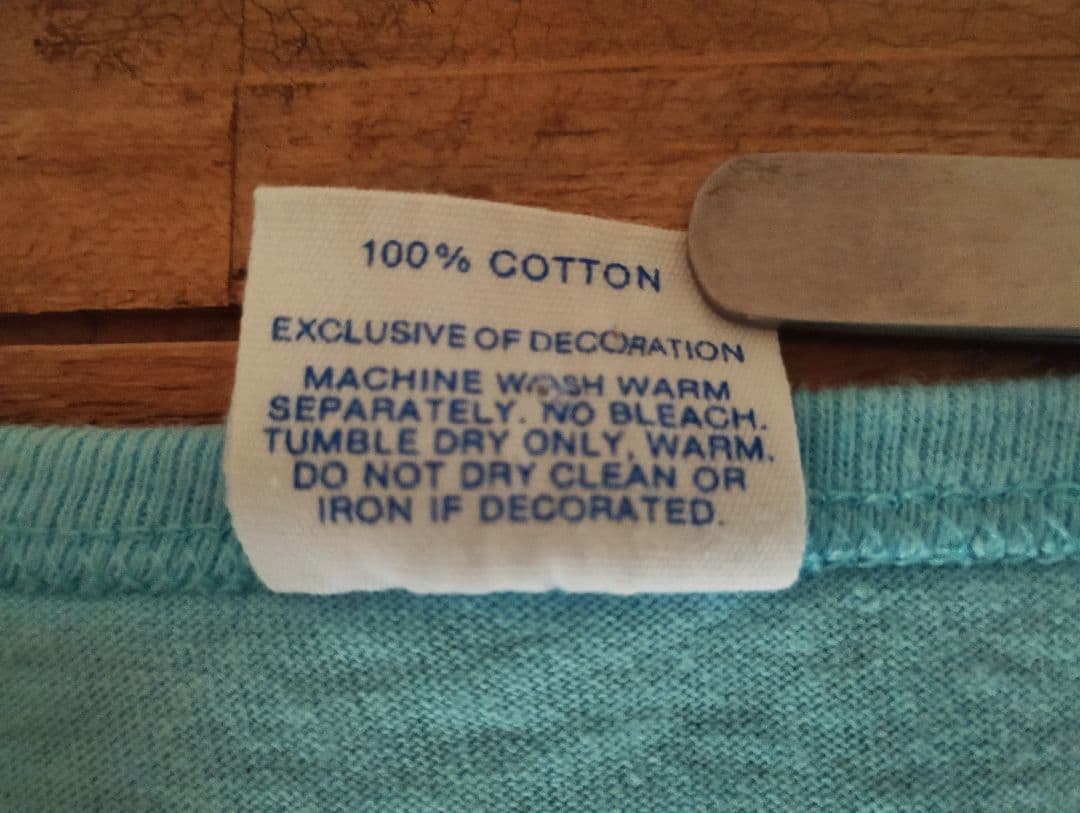 100% COTTON
EXCLUSIVE OF DECORATION
MACHINE WASH WARM
SEPARATELY. NO BLEACH.
TUMBLE DRY ONLY, WARM.
DO NOT DRY CLEAN OR
IRON IF DECORATED.